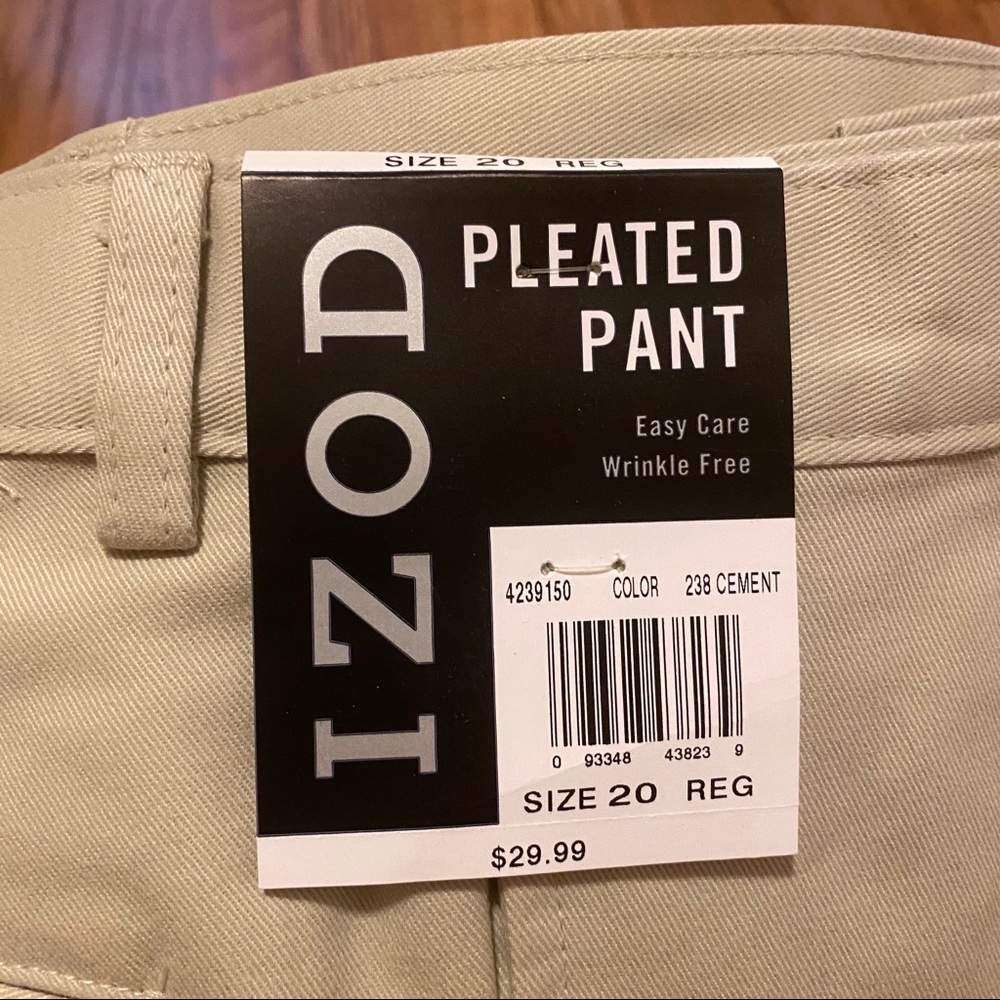 SIZE 20 REG
IZOD
PLEATED
PANT
Easy Care
Wrinkle Free
4239150 COLOR 238 CEMENT
0 93348 43823 9
SIZE 20 REG
$29.99